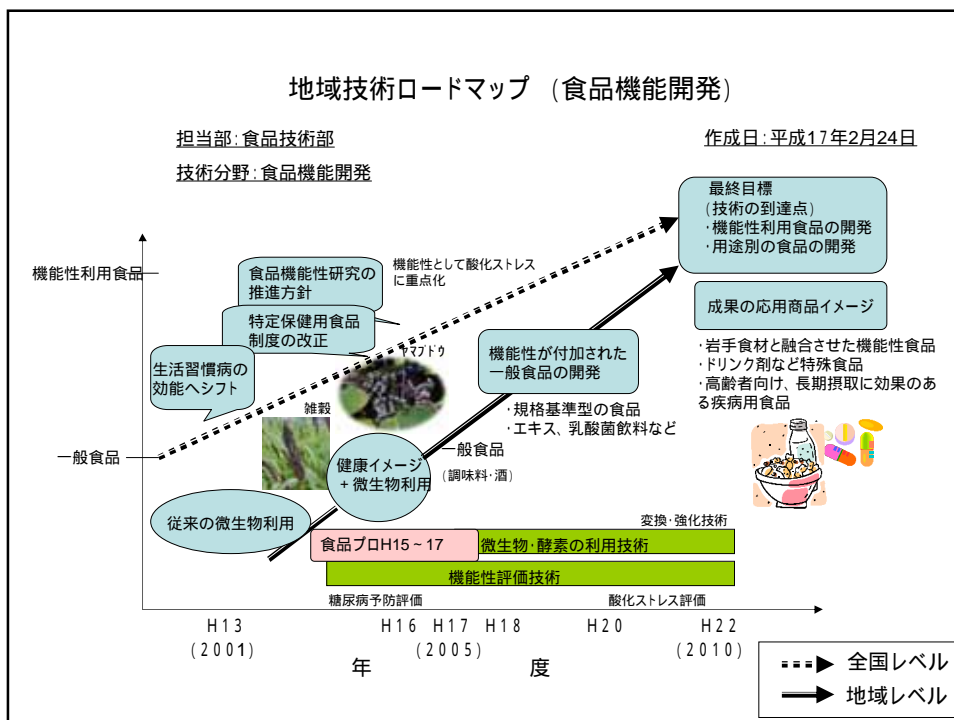 地域技術ロードマップ (食品機能開発)
担当部:食品技術部
作成日:平成17年2月24日
技術分野:食品機能開発
最終目標
(技術の到達点)
・機能性利用食品の開発
・用途別の食品の開発
機能性利用食品
食品機能性研究の
推進方針
機能性として酸化ストレス
に重点化
特定保健用食品
制度の改正
成果の応用商品イメージ
生活習慣病の
効能へシフト
ヤマブドウ
機能性が付加された
一般食品の開発
・岩手食材と融合させた機能性食品
・ドリンク剤など特殊食品
・高齢者向け、長期摂取に効果のあ
る疾病用食品
雑穀
・規格基準型の食品
・エキス、乳酸菌飲料など
一般食品
一般食品
(調味料・酒)
健康イメージ
+微生物利用
従来の微生物利用
変換・強化技術
食品プロH15~17
微生物・酵素の利用技術
機能性評価技術
糖尿病予防評価
酸化ストレス評価
H13
(2001)
H16
H17
(2005)
H18
H20
H22
(2010)
年 度
全国レベル
地域レベル